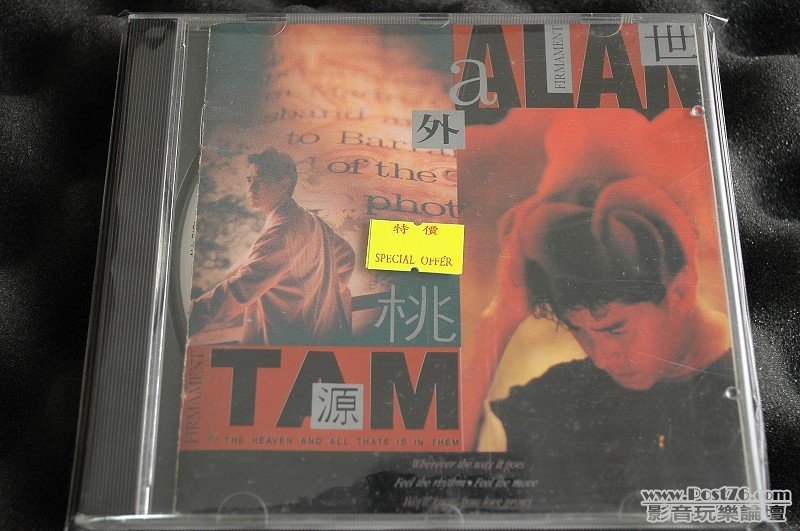 ALAN
FIRMAMENT
世
a
外
to Barra
of the
phot
特價
SPECIAL OFFER
桃
FIRMAMENT
TAM
源
THE HEAVEN AND ALL THATS IS IN THEM
Wherever the way it goes
Feel the rhythm • Feel the move
www.Post76.com
影音玩樂論壇